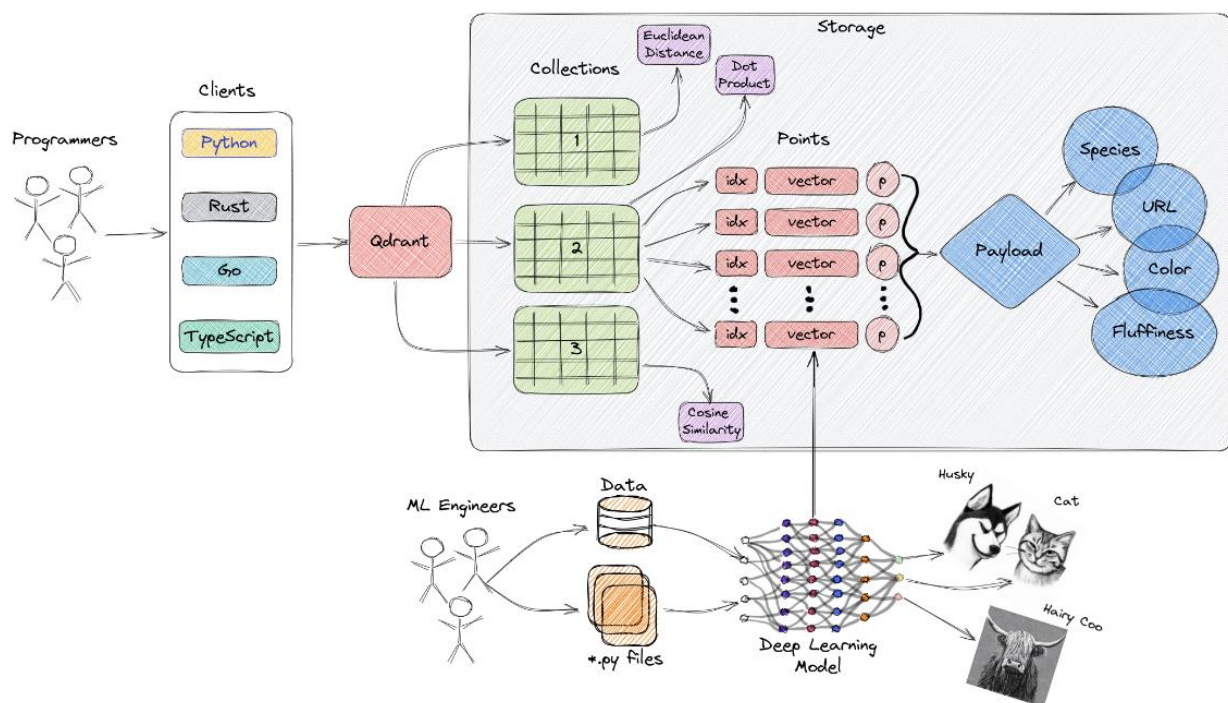 Storage
Euclidean
Distance
Dot
Product
Collections
Clients
Programmers
Python
Rust
Go
TypeScript
Qdrant
1
2
3
Points
idx vector p
idx vector p
idx vector p
idx vector p
Payload
Species
URL
Color
Fluffiness
Cosine
Similarity
ML Engineers
Data
*.py files
Deep Learning
Model
Husky
Cat
Hairy Coo